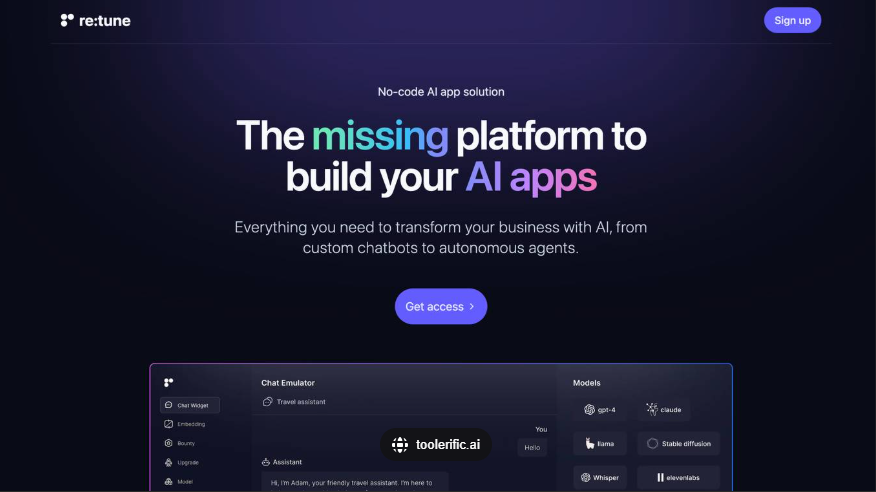 re:tune
Sign up
No-code AI app solution
The missing platform to
build your AI apps
Everything you need to transform your business with AI, from
custom chatbots to autonomous agents.
Get access
Chat Emulator
Travel assistant
You
Hello
Assistant
Hi, I'm Adam, your friendly travel assistant. I'm here to
Chat Widget
Embedding
Bounty
Upgrade
Model
Models
gpt-4
claude
llama
Stable diffusion
Whisper
elevenlabs
toolerific.ai